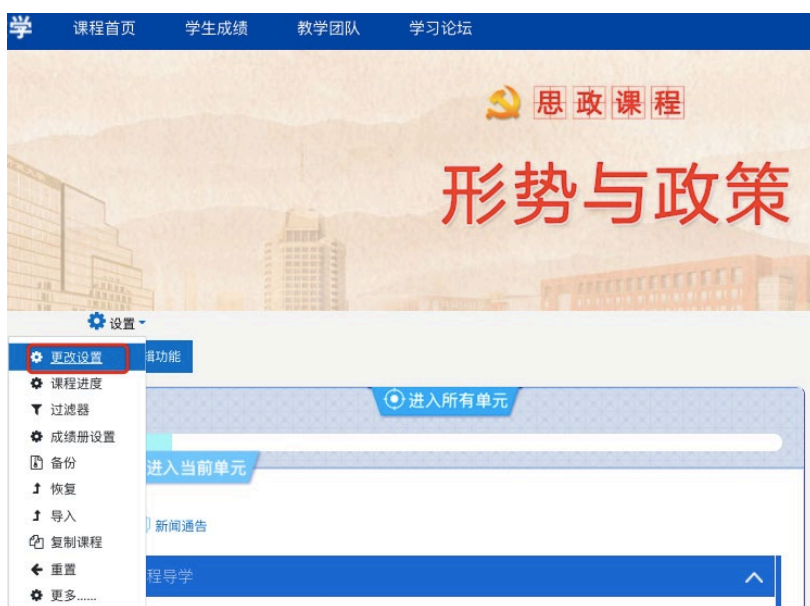 学 课程首页 学生成绩 教学团队 学习论坛
思政课程
形势与政策
设置
更改设置
辑功能
课程进度
过滤器
进入所有单元
成绩册设置
备份
进入当前单元
恢复
导入
新闻通告
复制课程
重置
程导学
更多......